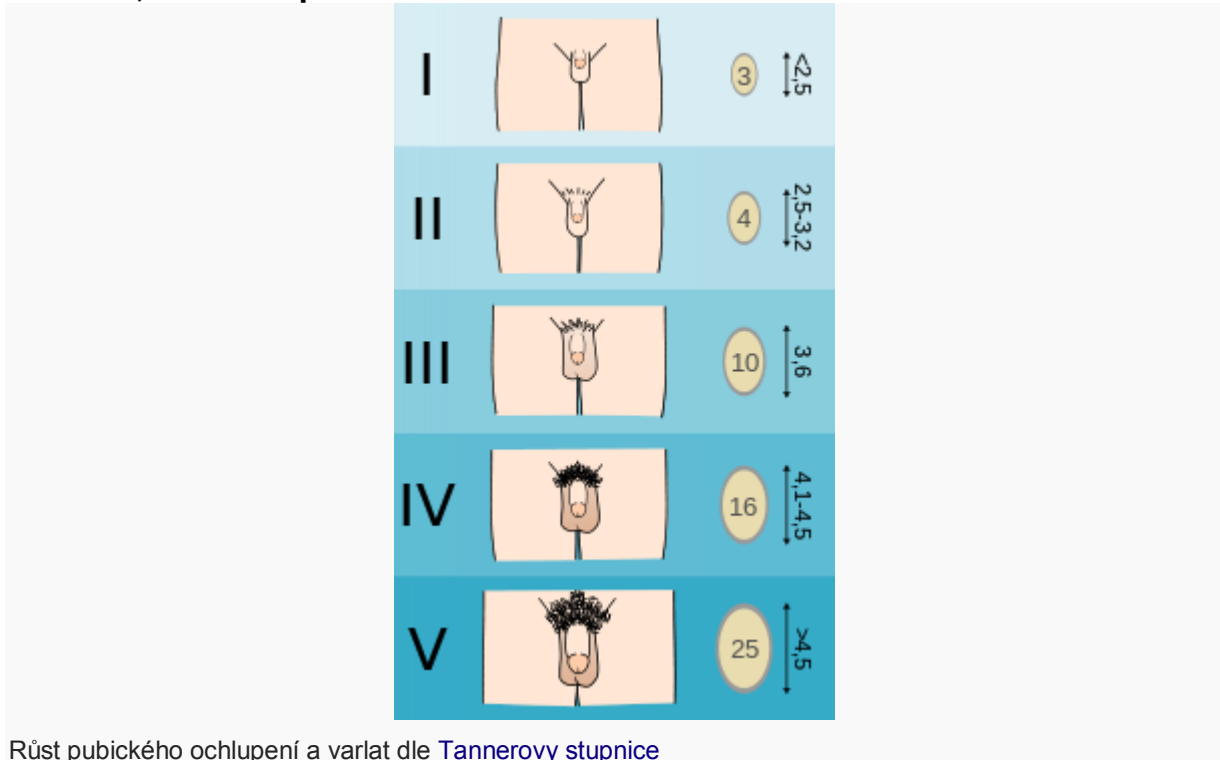 I
3
<2,5
II
4
2,5-3,2
III
10
3,6
IV
16
4,1-4,5
V
25
>4,5
Růst pubického ochlupení a varlat dle Tannerovy stupnice